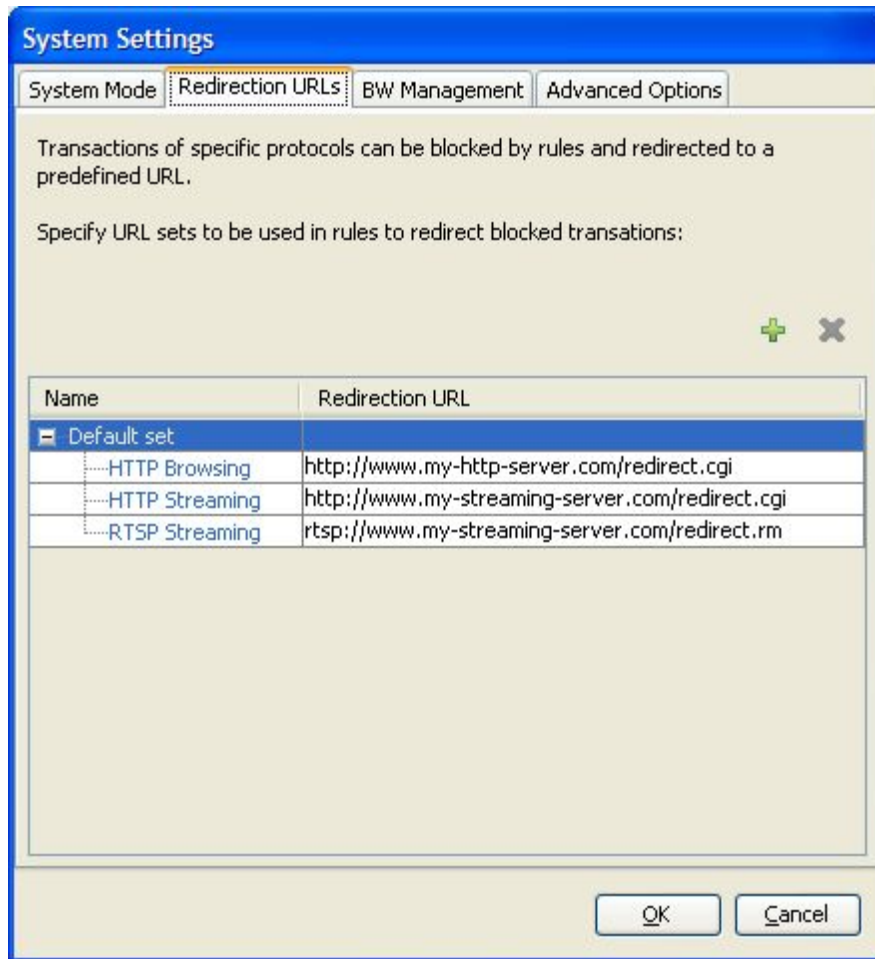 System Settings
System Mode Redirection URLs BW Management Advanced Options
Transactions of specific protocols can be blocked by rules and redirected to a
predefined URL.
Specify URL sets to be used in rules to redirect blocked transations:
Name Redirection URL
Default set
HTTP Browsing http://www.my-http-server.com/redirect.cgi
HTTP Streaming http://www.my-streaming-server.com/redirect.cgi
RTSP Streaming rtsp://www.my-streaming-server.com/redirect.rm
OK Cancel